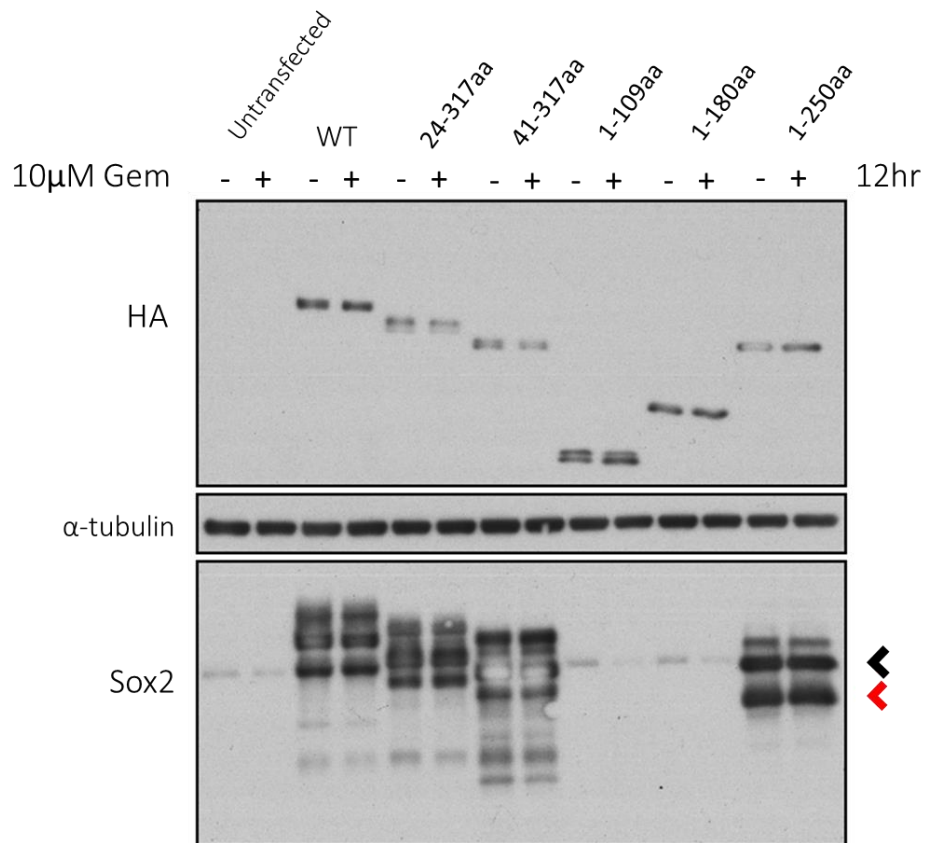 Untransfected WT 24-317aa 41-317aa 1-109aa 1-180aa 1-250aa
10µM Gem - + - + - + - + - + - + - + 12hr
HA
α-tubulin
Sox2